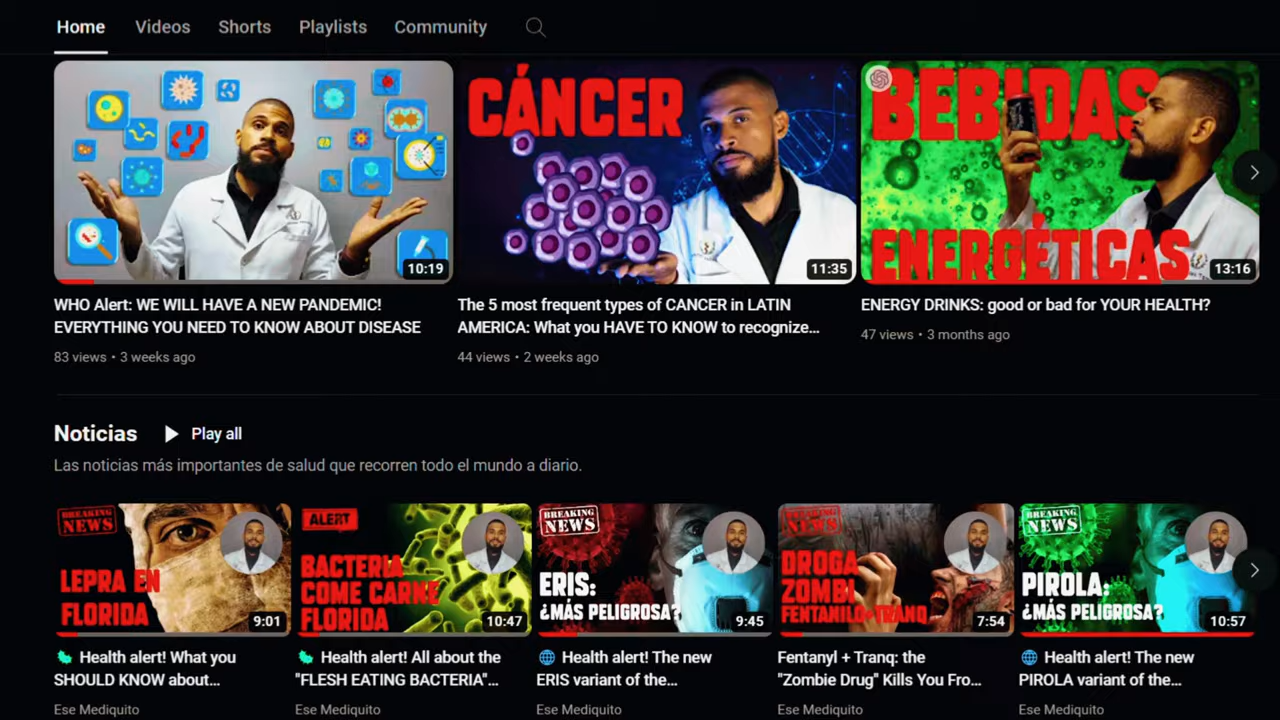 Home Videos Shorts Playlists Community
CÁNCER
BEBIDAS
ENERGÉTICAS
10:19
11:35
13:16
WHO Alert: WE WILL HAVE A NEW PANDEMIC!
EVERYTHING YOU NEED TO KNOW ABOUT DISEASE
83 views • 3 weeks ago
The 5 most frequent types of CANCER in LATIN
AMERICA: What you HAVE TO KNOW to recognize...
44 views • 2 weeks ago
ENERGY DRINKS: good or bad for YOUR HEALTH?
47 views • 3 months ago
Noticias
Play all
Las noticias más importantes de salud que recorren todo el mundo a diario.
BREAKING
NEWS
LEPRA EN
FLORIDA
9:01
ALERT
BACTERIA
COME CARNE
FLORIDA
10:47
BREAKING
NEWS
ERIS:
¿MÁS PELIGROSA?
9:45
BREAKING
NEWS
DROGA
ZOMBI
FENTANILO+TRANQ
7:54
BREAKING
NEWS
PIROLA:
¿MÁS PELIGROSA?
10:57
Health alert! What you
SHOULD KNOW about...
Ese Mediquito
Health alert! All about the
"FLESH EATING BACTERIA"...
Ese Mediquito
Health alert! The new
ERIS variant of the...
Ese Mediquito
Fentanyl + Tranq: the
"Zombie Drug" Kills You Fro...
Ese Mediquito
Health alert! The new
PIROLA variant of the...
Ese Mediquito